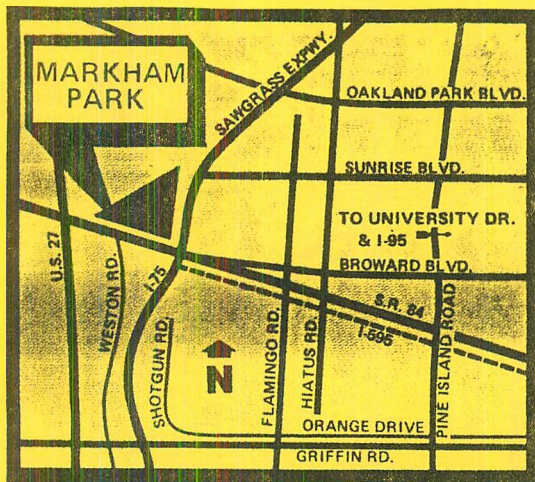 MARKHAM
PARK
SAWGRASS EXPWY.
OAKLAND PARK BLVD.
SUNRISE BLVD.
TO UNIVERSITY DR.
& I-95
BROWARD BLVD.
U.S. 27
WESTON RD.
I-75
S.R. 84
I-595
SHOTGUN RD.
N
FLAMINGO RD.
HIATUS RD.
PINE ISLAND ROAD
ORANGE DRIVE
GRIFFIN RD.